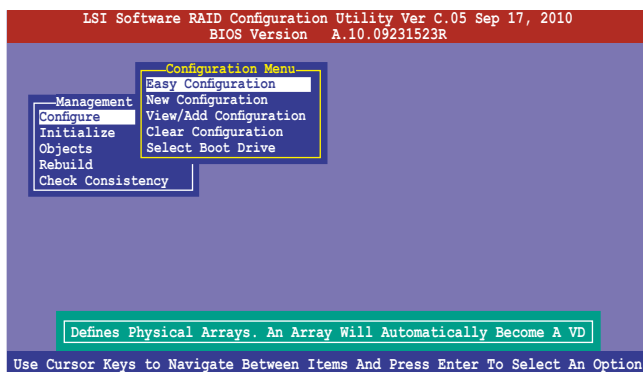 LSI Software RAID Configuration Utility Ver C.05 Sep 17, 2010
BIOS Version A.10.09231523R
Configuration Menu
Easy Configuration
New Configuration
View/Add Configuration
Clear Configuration
Select Boot Drive
Management
Configure
Initialize
Objects
Rebuild
Check Consistency
Defines Physical Arrays. An Array Will Automatically Become A VD
Use Cursor Keys to Navigate Between Items And Press Enter To Select An Option